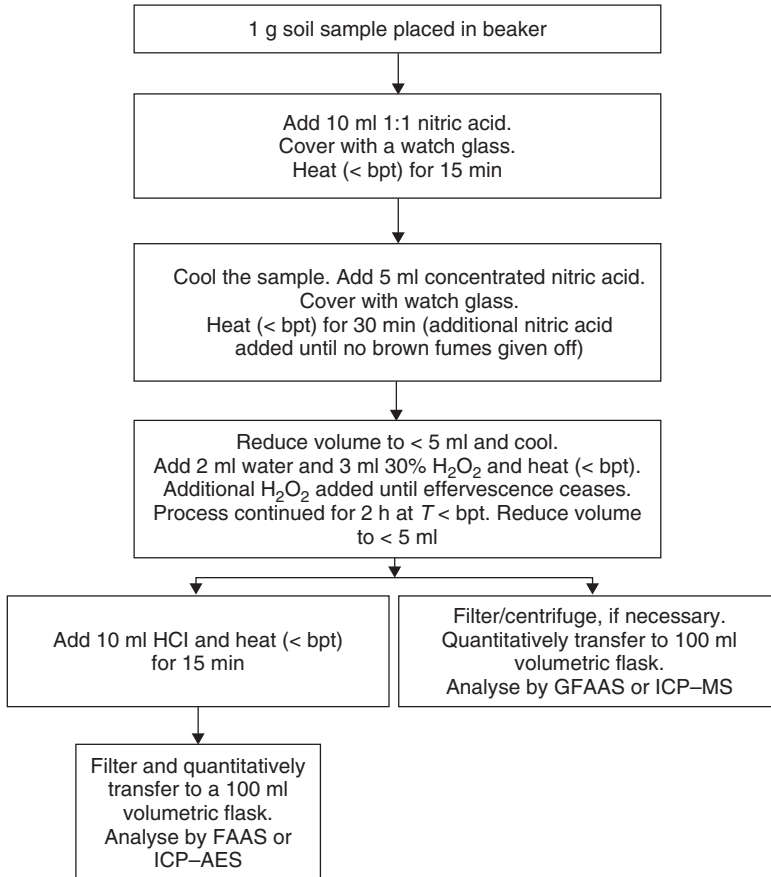 1 g soil sample placed in beaker
Add 10 ml 1:1 nitric acid.
Cover with a watch glass.
Heat (< bpt) for 15 min
Cool the sample. Add 5 ml concentrated nitric acid.
Cover with watch glass.
Heat (< bpt) for 30 min (additional nitric acid
added until no brown fumes given off)
Reduce volume to < 5 ml and cool.
Add 2 ml water and 3 ml 30% H₂O₂ and heat (< bpt).
Additional H₂O₂ added until effervescence ceases.
Process continued for 2 h at T < bpt. Reduce volume
to < 5 ml
Add 10 ml HCl and heat (< bpt)
for 15 min
Filter and quantitatively
transfer to a 100 ml
volumetric flask.
Analyse by FAAS or
ICP–AES
Filter/centrifuge, if necessary.
Quantitatively transfer to 100 ml
volumetric flask.
Analyse by GFAAS or ICP–MS